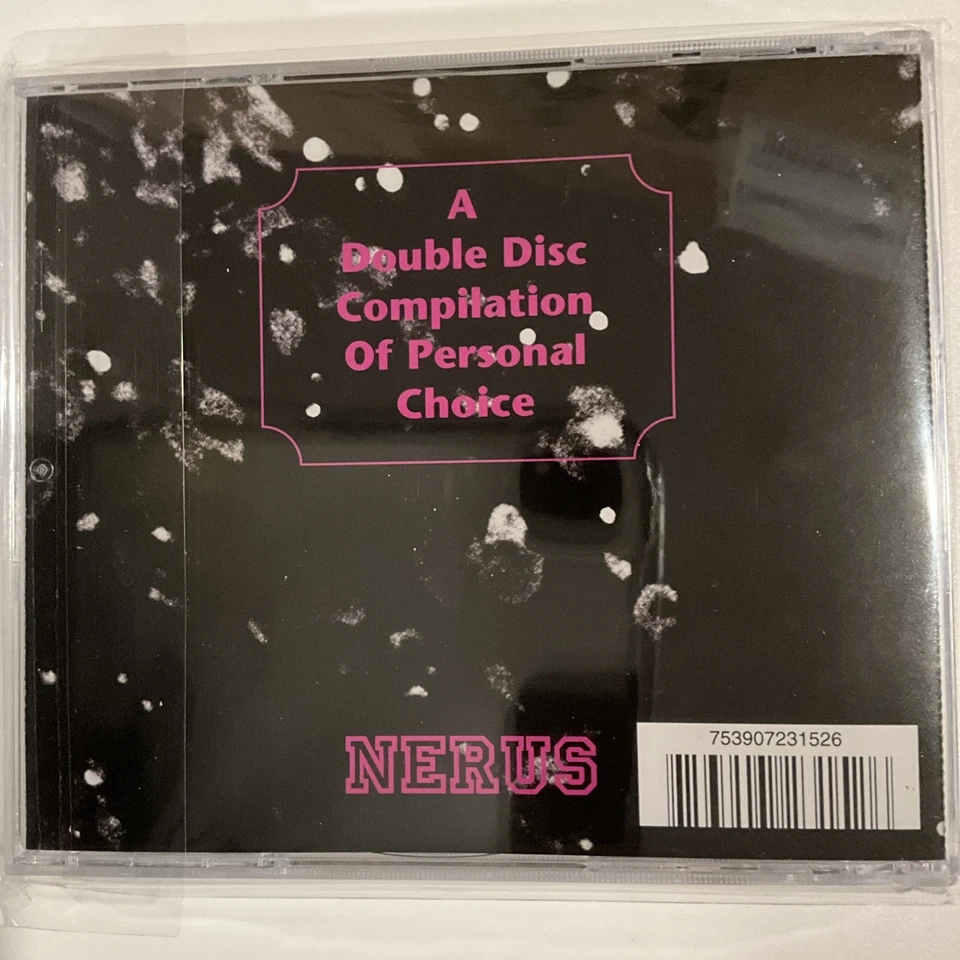 A
Double Disc
Compilation
Of Personal
Choice
NERUS
753907231526